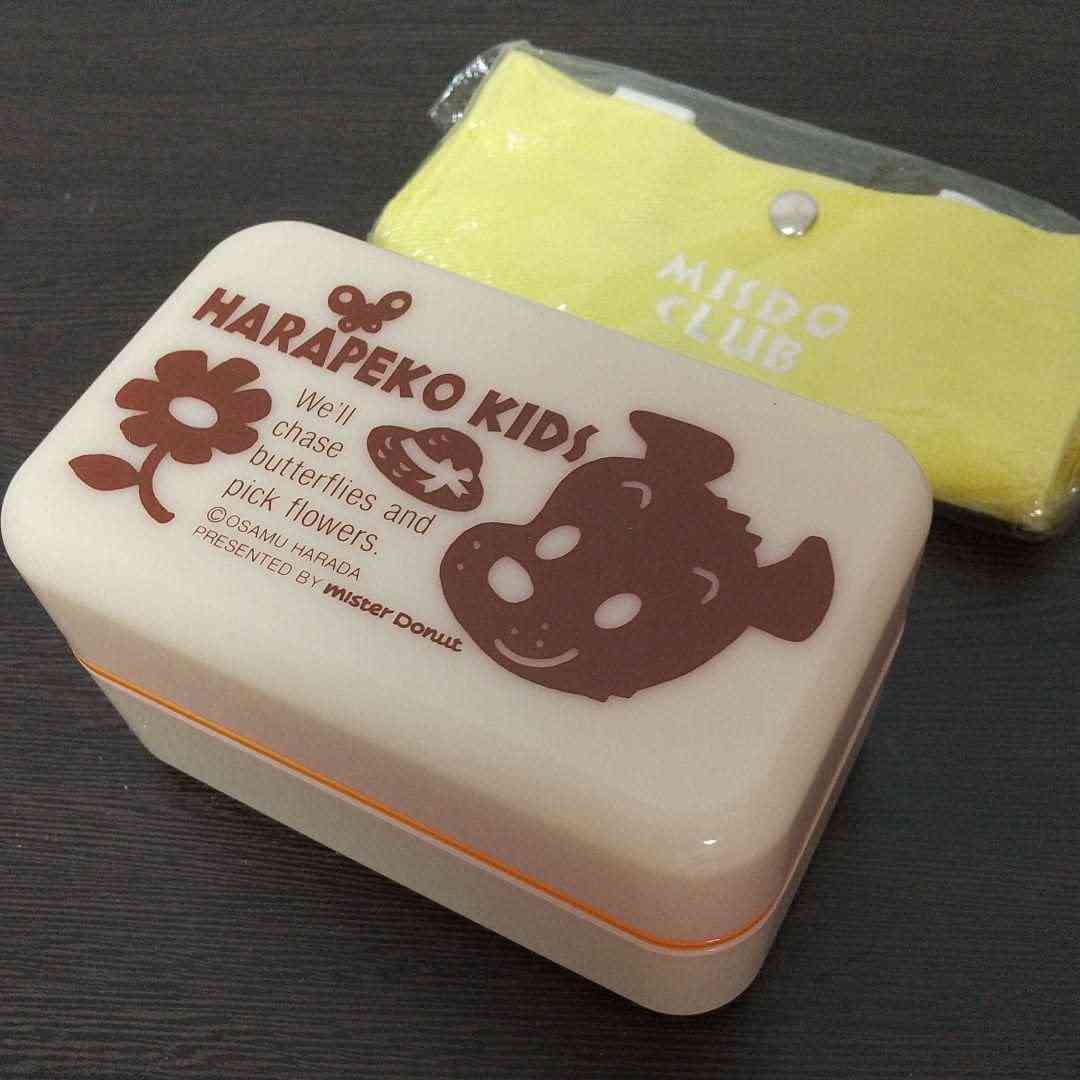 HARAPEKO KIDS
We'll
chase
butterflies and
pick flowers.
©OSAMU HARADA
PRESENTED BY mister Donut
MISDO
CLUB